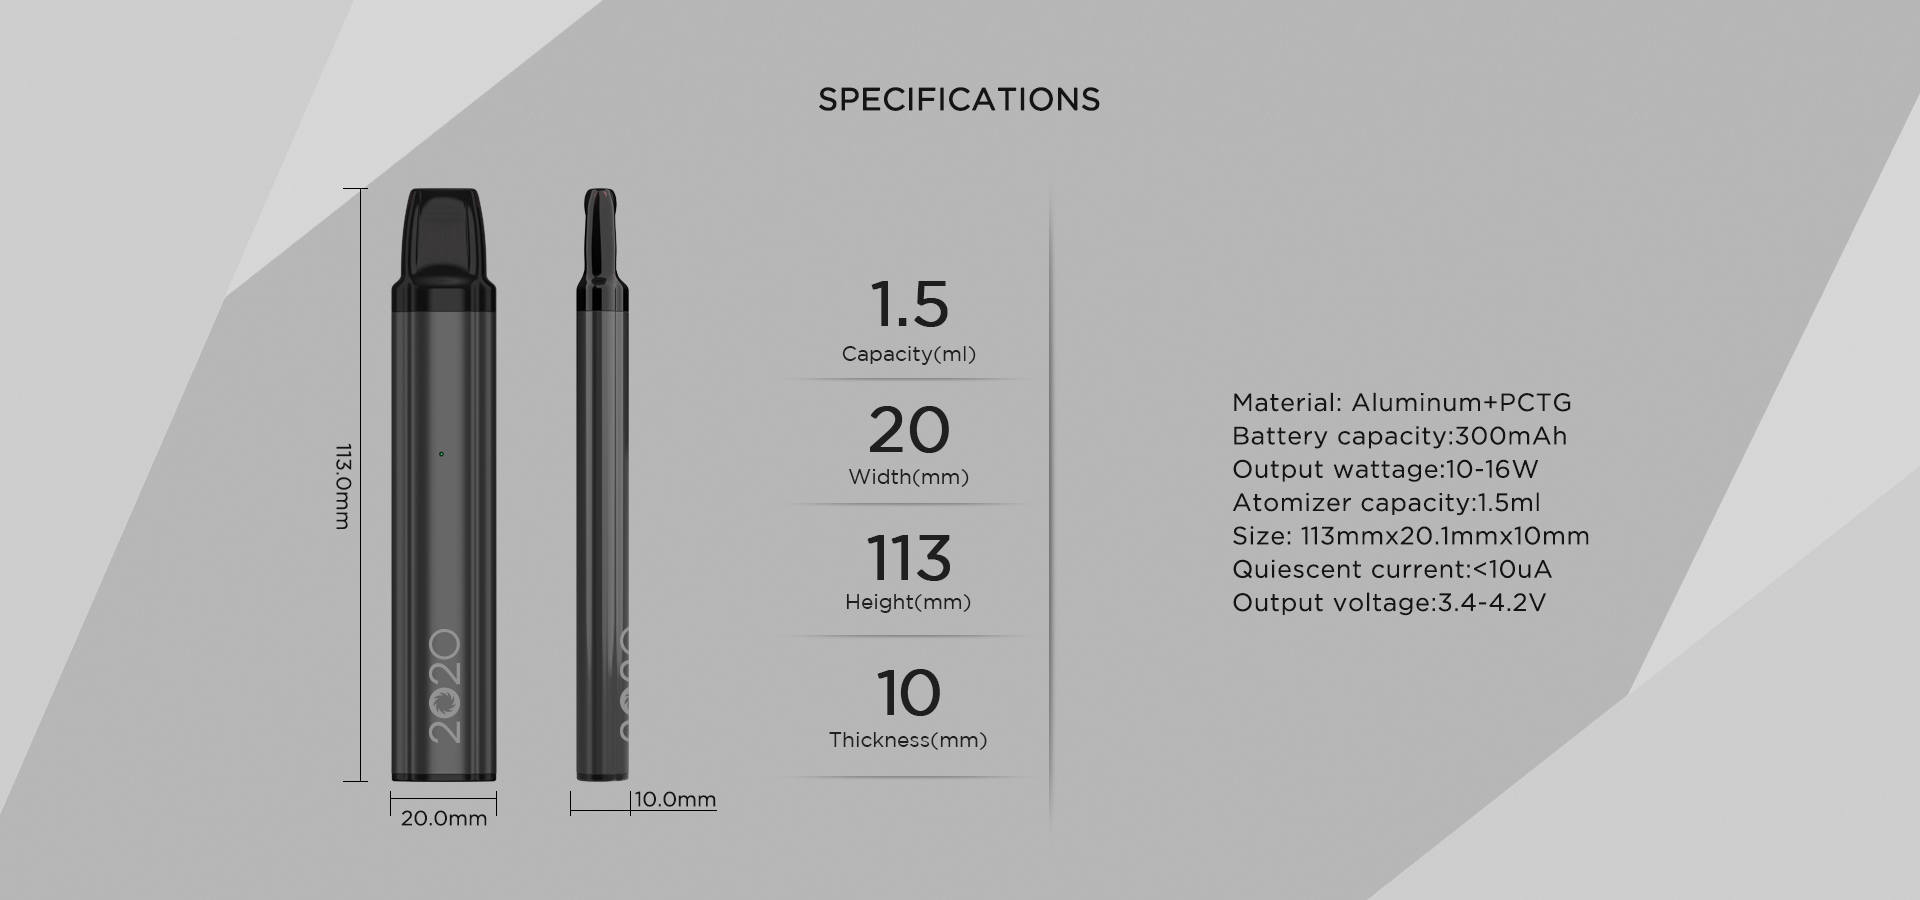 SPECIFICATIONS
113.0mm
2020
2020
20.0mm
10.0mm
1.5
Capacity(ml)
20
Width(mm)
113
Height(mm)
10
Thickness(mm)
Material: Aluminum+PCTG
Battery capacity:300mAh
Output wattage:10-16W
Atomizer capacity:1.5ml
Size: 113mmx20.1mmx10mm
Quiescent current:<10uA
Output voltage:3.4-4.2V